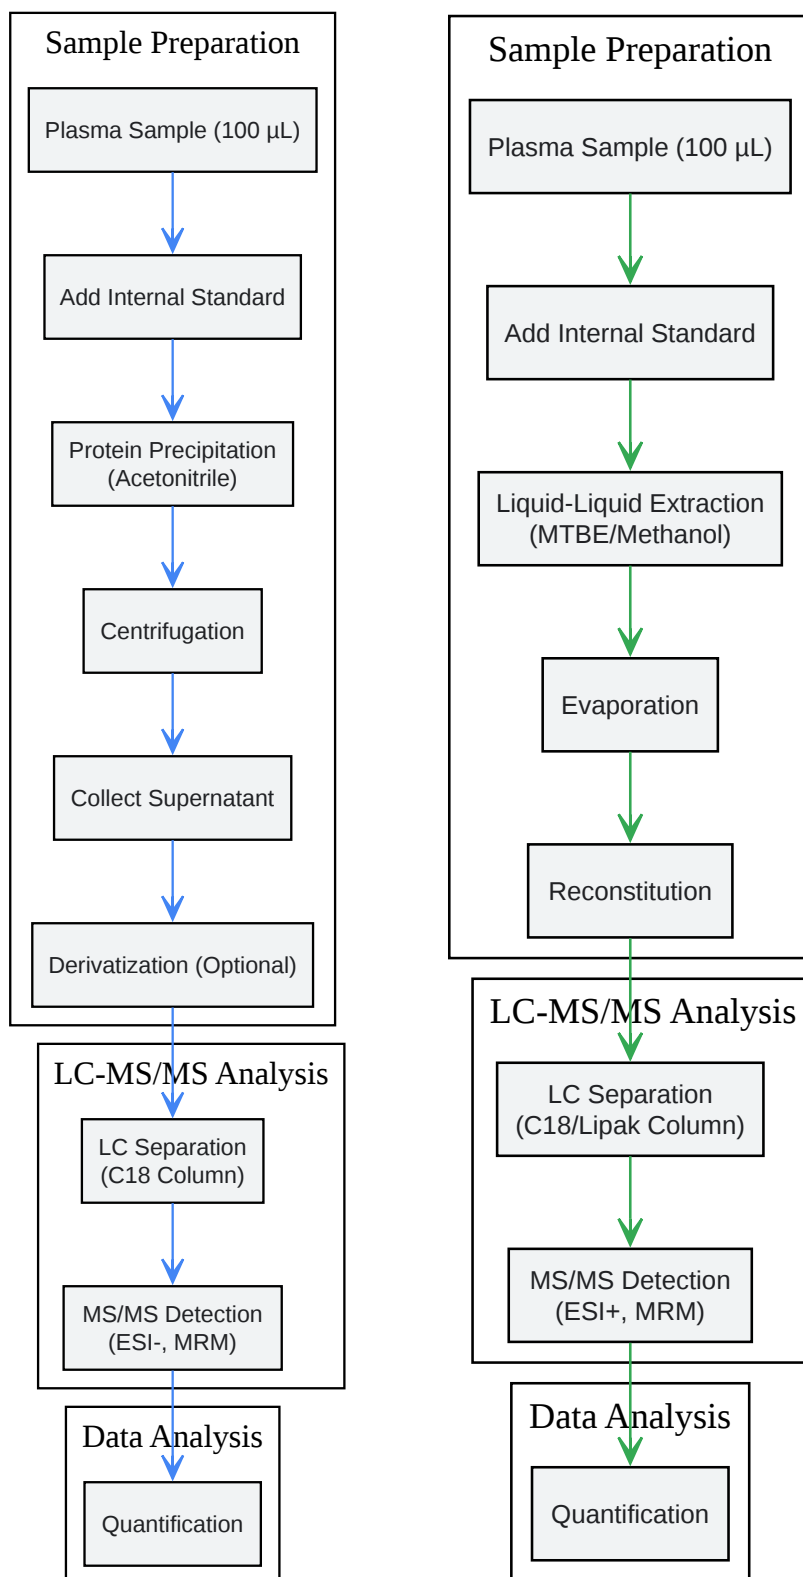 Sample Preparation
Plasma Sample (100 µL)
Add Internal Standard
Protein Precipitation
(Acetonitrile)
Centrifugation
Collect Supernatant
Derivatization (Optional)
LC-MS/MS Analysis
LC Separation
(C18 Column)
MS/MS Detection
(ESI-, MRM)
Data Analysis
Quantification
Sample Preparation
Plasma Sample (100 µL)
Add Internal Standard
Liquid-Liquid Extraction
(MTBE/Methanol)
Evaporation
Reconstitution
LC-MS/MS Analysis
LC Separation
(C18/Lipak Column)
MS/MS Detection
(ESI+, MRM)
Data Analysis
Quantification